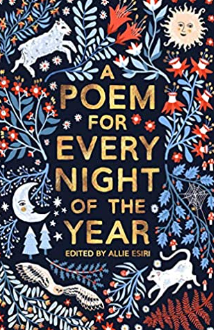 A
POEM
FOR
EVERY
NIGHT
OF THE
YEAR
EDITED BY ALLIE ESIRI